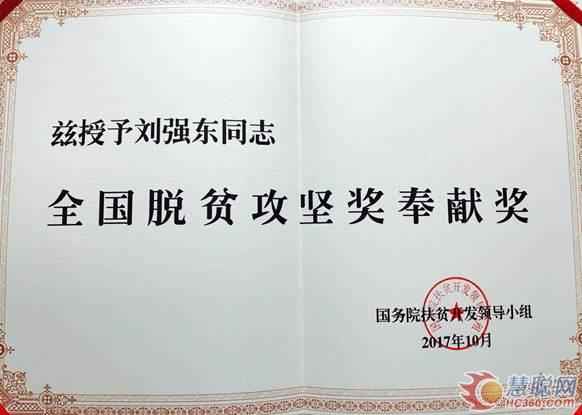 兹授予刘强东同志
全国脱贫攻坚奖奉献奖
国务院扶贫开发领导小组
2017年10月
慧聪网
HC360.com